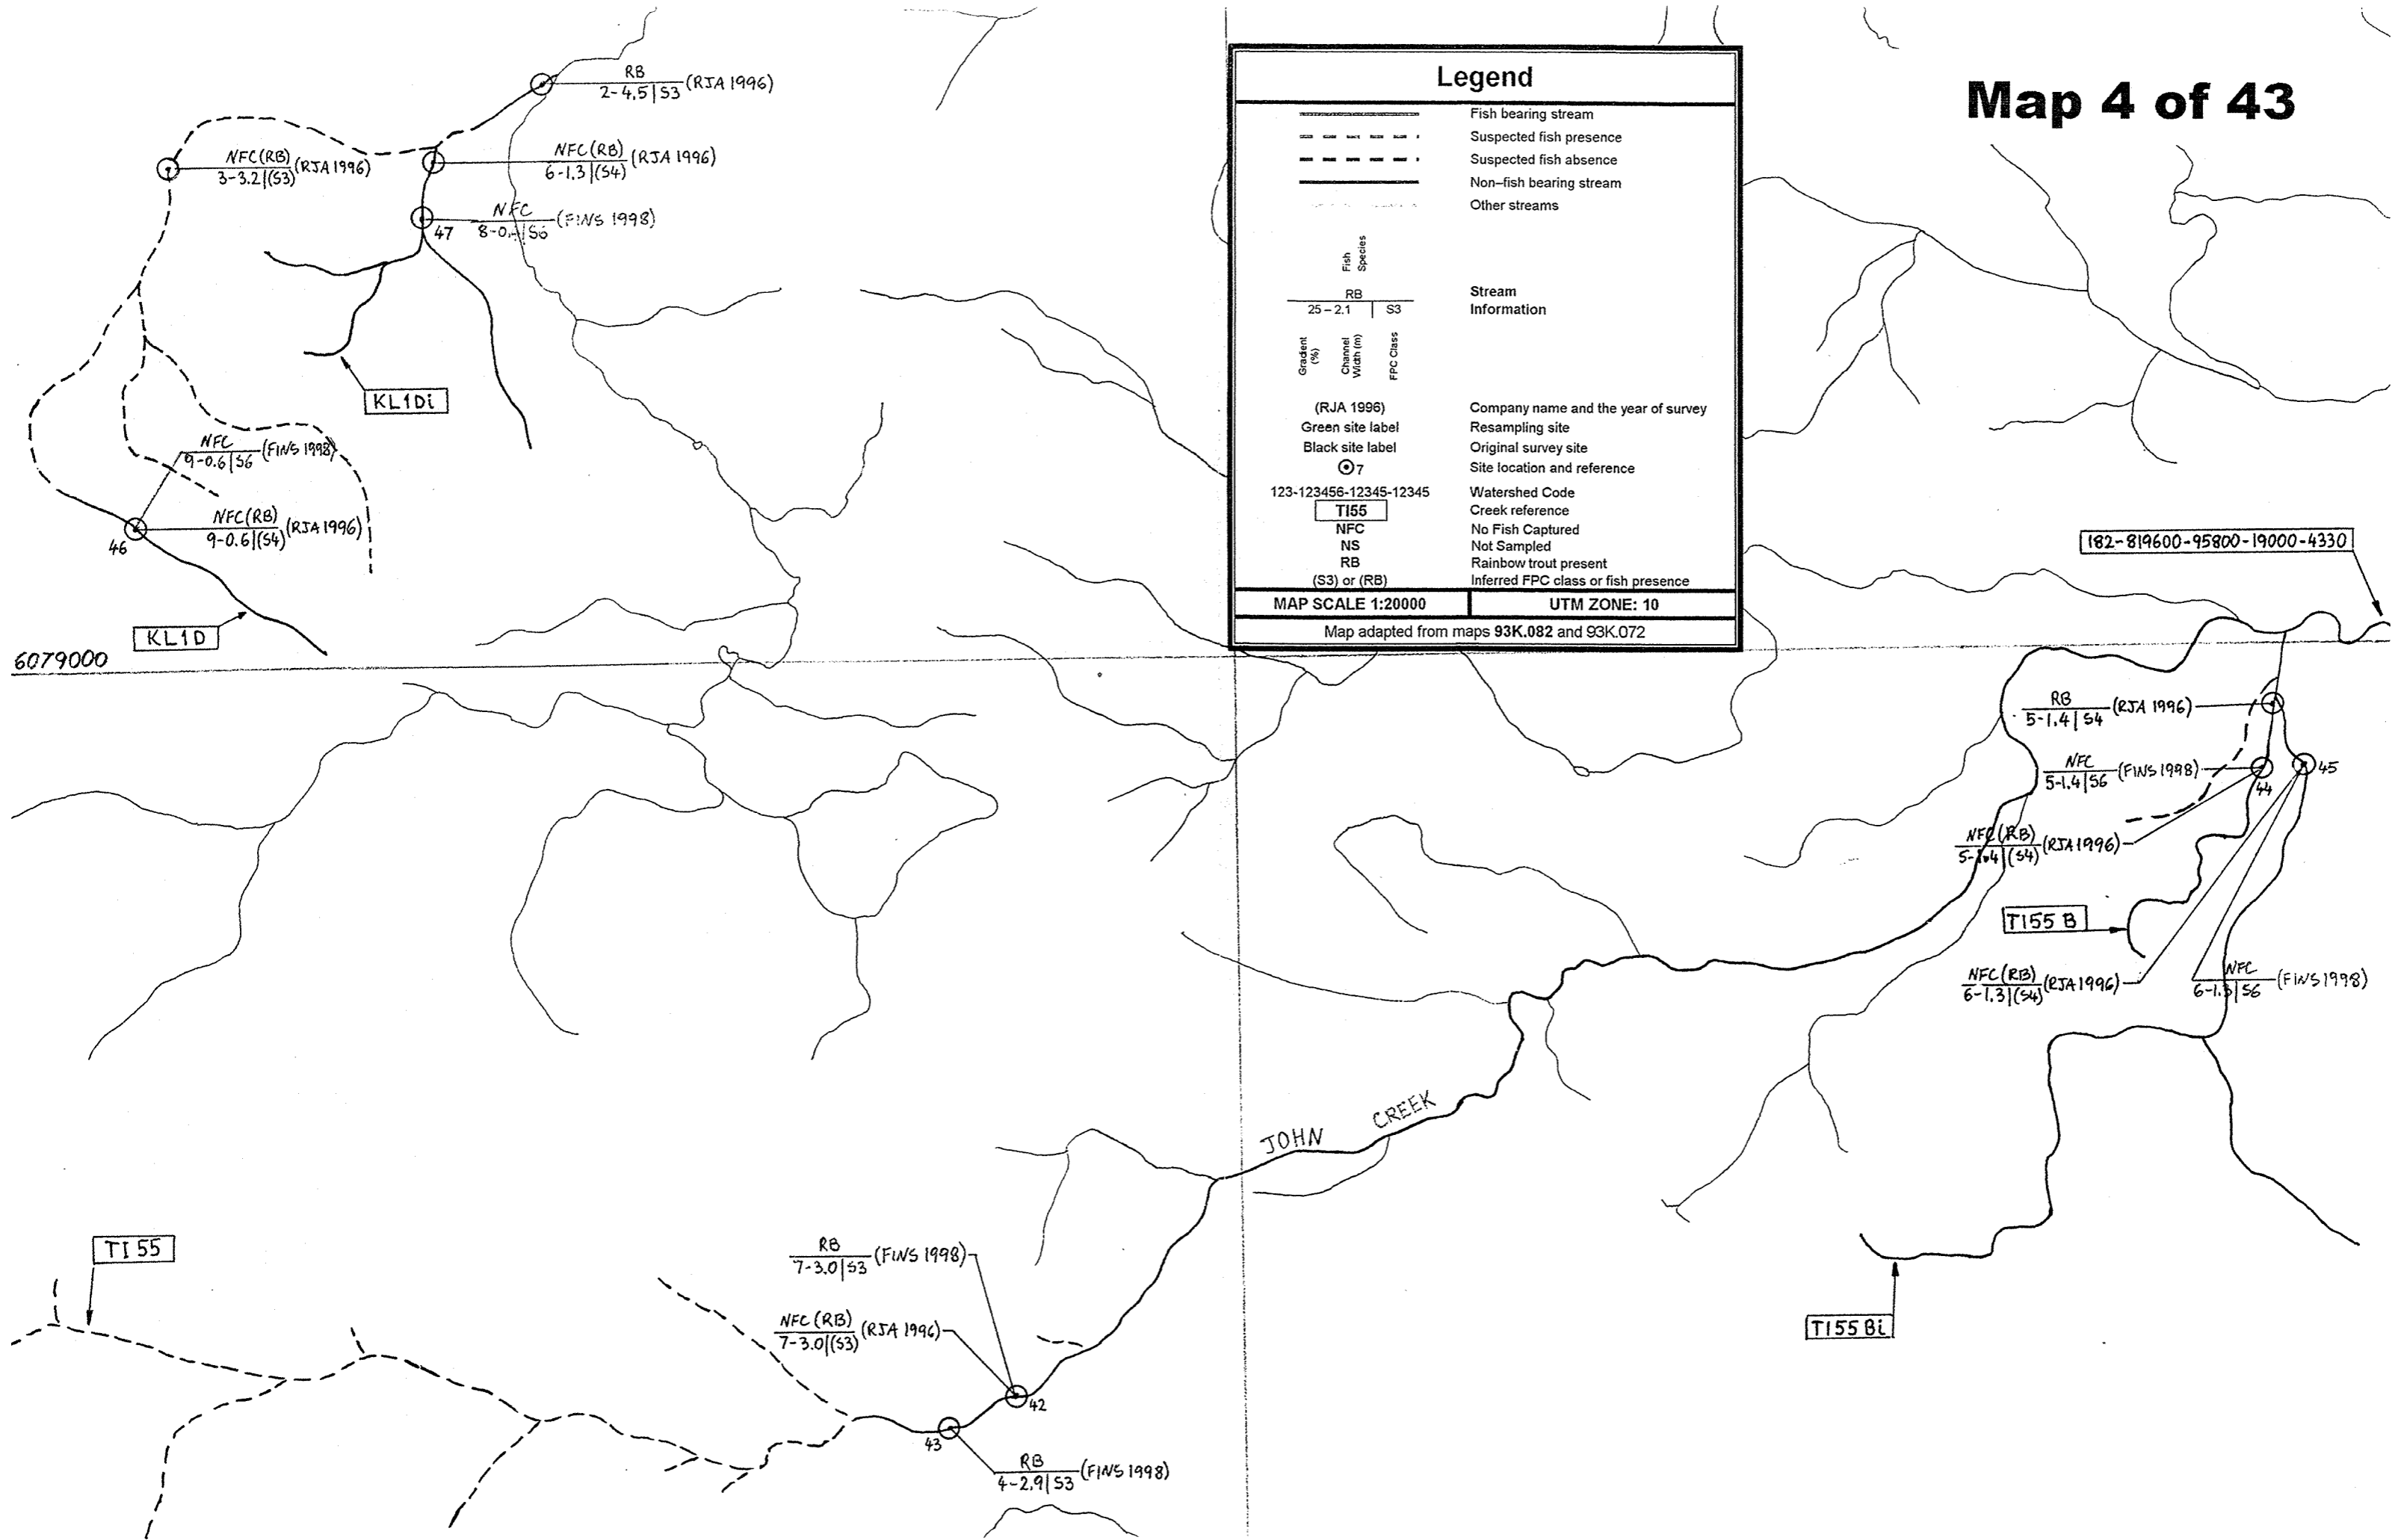 Map 4 of 43
Legend
Fish bearing stream
Suspected fish presence
Suspected fish absence
Non-fish bearing stream
Other streams
Fish Species
RB
25 – 2.1 | S3
Stream Information
Gradient (%)
Channel Width (m)
FPC Class
(RJA 1996) Company name and the year of survey
Green site label Resampling site
Black site label Original survey site
7 Site location and reference
123-123456-12345-12345 Watershed Code
TI55 Creek reference
NFC No Fish Captured
NS Not Sampled
RB Rainbow trout present
(S3) or (RB) Inferred FPC class or fish presence
MAP SCALE 1:20000 UTM ZONE: 10
Map adapted from maps 93K.082 and 93K.072
RB
2-4.5|S3 (RJA 1996)
NFC(RB)
3-3.2|(S3) (RJA 1996)
NFC(RB)
6-1.3|(S4) (RJA 1996)
NFC
S6 (FINS 1998)
47
KL1Di
NFC
9-0.6|S6 (FINS 1998)
NFC(RB)
9-0.6|(S4) (RJA 1996)
46
KL1D
6079000
182-819600-95800-19000-4330
RB
5-1.4|S4 (RJA 1996)
NFC
5-1.4|S6 (FINS 1998)
44
45
NFC(RB)
5-1.4|(S4) (RJA 1996)
TI55 B
NFC(RB)
6-1.3|(S4) (RJA 1996)
NFC
6-1.3|S6 (FINS 1998)
JOHN CREEK
TI 55
RB
7-3.0|S3 (FINS 1998)
NFC(RB)
7-3.0|(S3) (RJA 1996)
42
43
RB
4-2.9|S3 (FINS 1998)
TI55 Bi